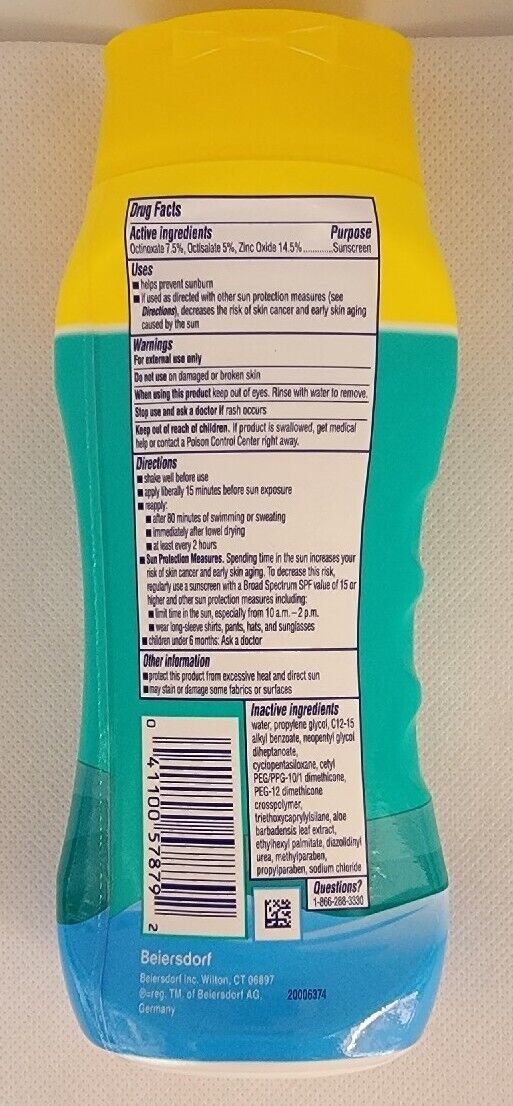 Drug Facts
Active ingredients Purpose
Octinoxate 7.5%, Octisalate 5%, Zinc Oxide 14.5%............Sunscreen
Uses
■ helps prevent sunburn
■ if used as directed with other sun protection measures (see
Directions), decreases the risk of skin cancer and early skin aging
caused by the sun
Warnings
For external use only
Do not use on damaged or broken skin
When using this product keep out of eyes. Rinse with water to remove.
Stop use and ask a doctor if rash occurs
Keep out of reach of children. If product is swallowed, get medical
help or contact a Poison Control Center right away.
Directions
■ shake well before use
■ apply liberally 15 minutes before sun exposure
■ reapply:
■ after 80 minutes of swimming or sweating
■ immediately after towel drying
■ at least every 2 hours
■ Sun Protection Measures. Spending time in the sun increases your
risk of skin cancer and early skin aging. To decrease this risk,
regularly use a sunscreen with a Broad Spectrum SPF value of 15 or
higher and other sun protection measures including:
■ limit time in the sun, especially from 10 a.m. – 2 p.m.
■ wear long-sleeve shirts, pants, hats, and sunglasses
■ children under 6 months: Ask a doctor
Other information
■ protect this product from excessive heat and direct sun
■ may stain or damage some fabrics or surfaces
Inactive ingredients
water, propylene glycol, C12-15
alkyl benzoate, neopentyl glycol
diheptanoate,
cyclopentasiloxane, cetyl
PEG/PPG-10/1 dimethicone,
PEG-12 dimethicone
crosspolymer,
triethoxycaprylylsilane, aloe
barbadensis leaf extract,
ethylhexyl palmitate, diazolidinyl
urea, methylparaben,
propylparaben, sodium chloride
Questions?
1-866-288-3330
0 41100 57879 2
Beiersdorf
Beiersdorf Inc. Wilton, CT 06897
®=reg. TM. of Beiersdorf AG,
Germany
20006374